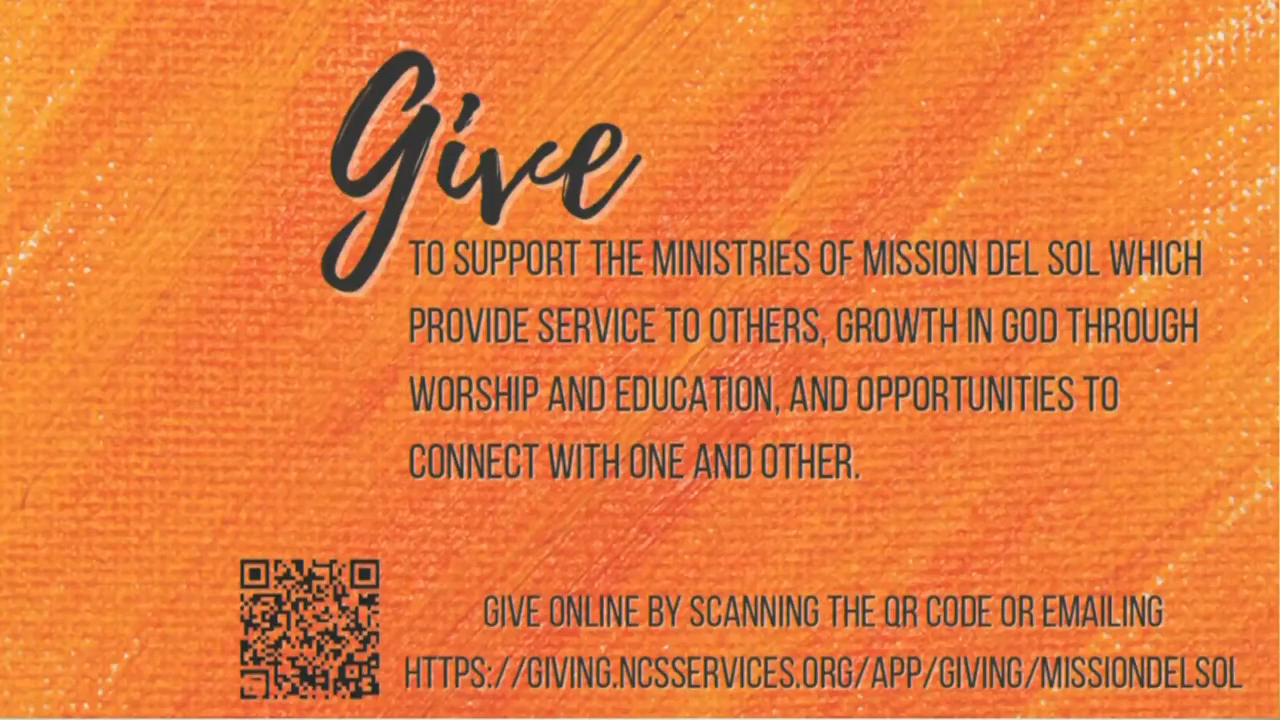 Give
TO SUPPORT THE MINISTRIES OF MISSION DEL SOL WHICH
PROVIDE SERVICE TO OTHERS, GROWTH IN GOD THROUGH
WORSHIP AND EDUCATION, AND OPPORTUNITIES TO
CONNECT WITH ONE AND OTHER.
GIVE ONLINE BY SCANNING THE QR CODE OR EMAILING
HTTPS://GIVING.NCSSERVICES.ORG/APP/GIVING/MISSIONDELSOL